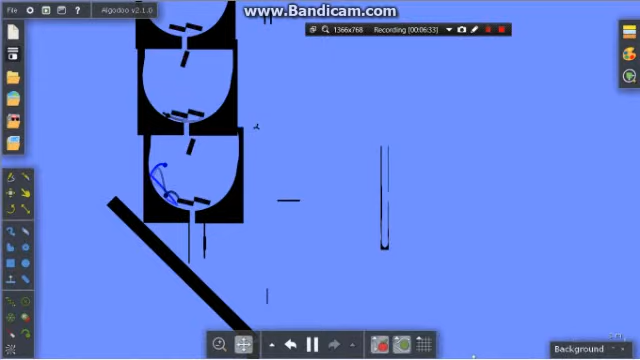 www.Bandicam.com
File
Algodoo v2.1.0
1366x768
Recording [00:06:33]
Background